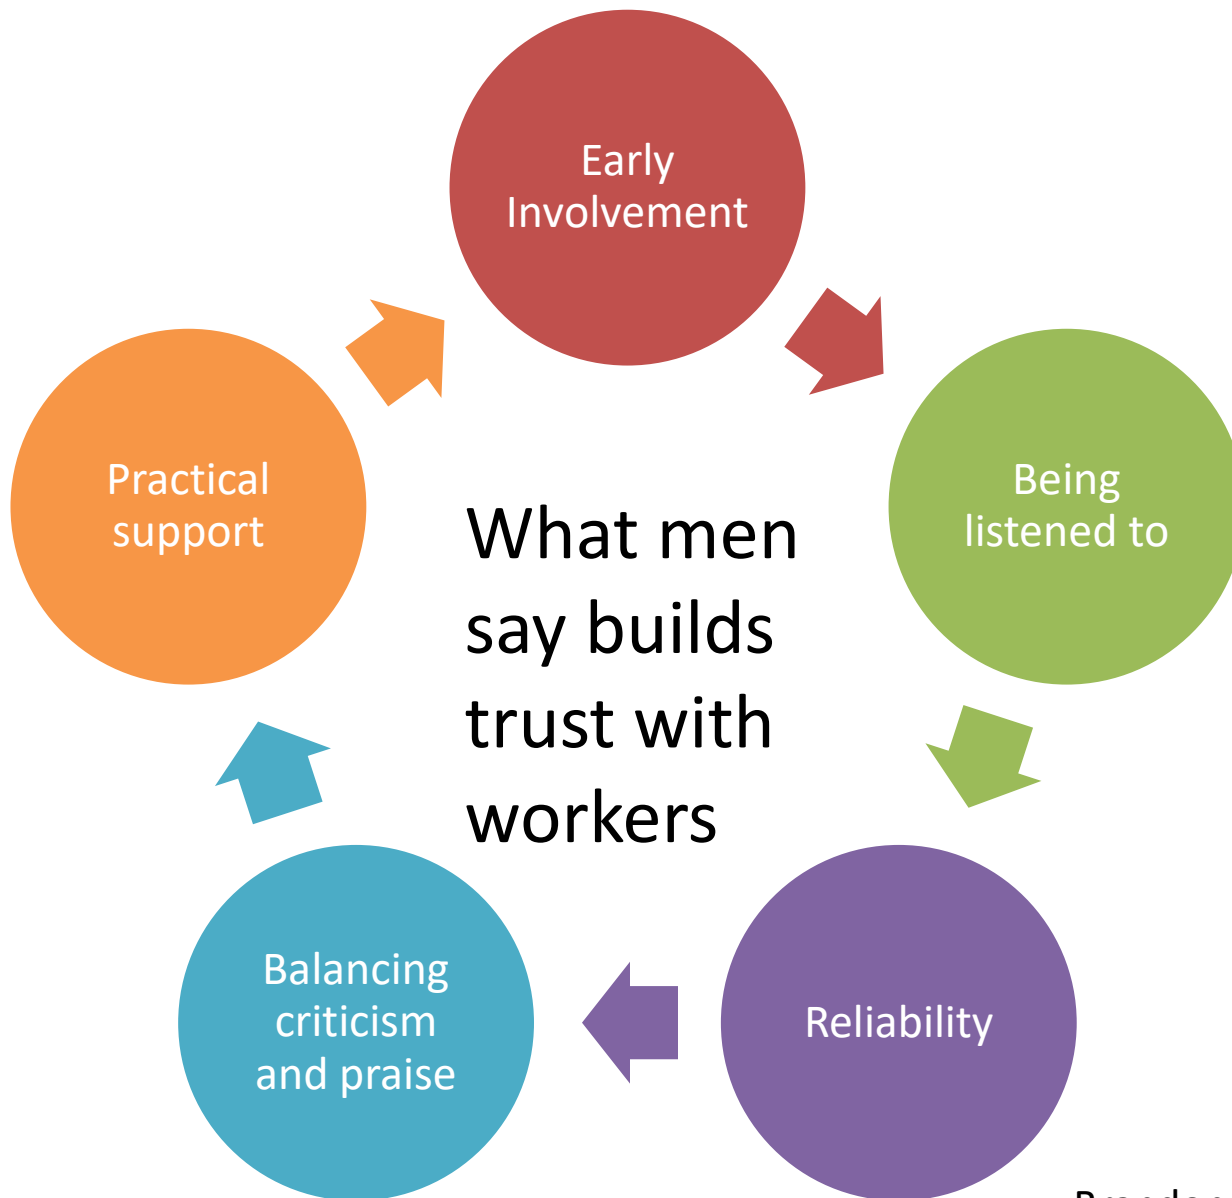 Early
Involvement
Being
listened to
Reliability
Balancing
criticism
and praise
Practical
support
What men
say builds
trust with
workers